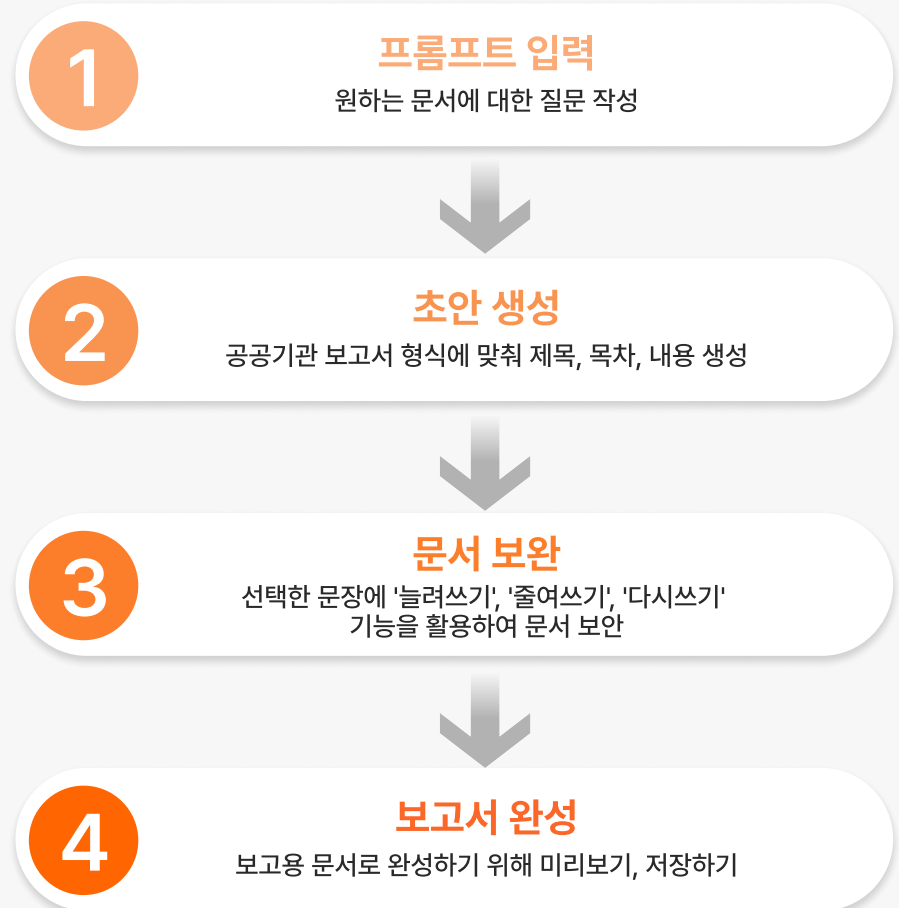 1
프롬프트 입력
원하는 문서에 대한 질문 작성
2
초안 생성
공공기관 보고서 형식에 맞춰 제목, 목차, 내용 생성
3
문서 보완
선택한 문장에 '늘려쓰기', '줄여쓰기', '다시쓰기'
기능을 활용하여 문서 보안
4
보고서 완성
보고용 문서로 완성하기 위해 미리보기, 저장하기